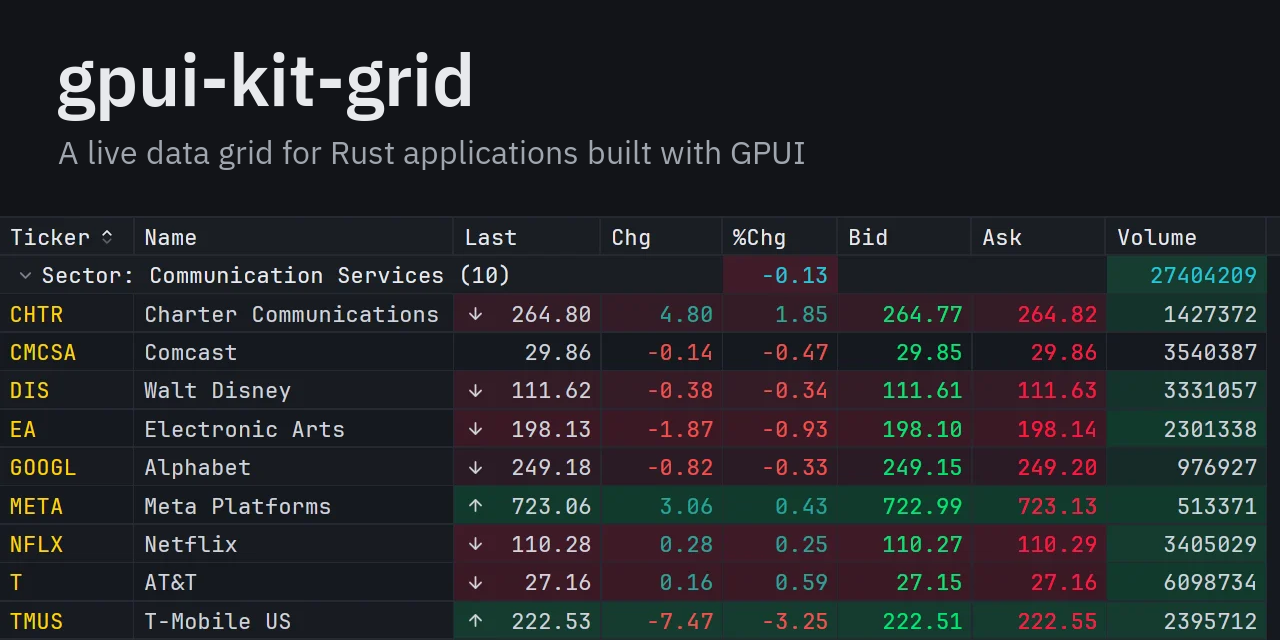 gpui-kit-grid
A live data grid for Rust applications built with GPUI
Ticker Name Last Chg %Chg Bid Ask Volume
Sector: Communication Services (10) -0.13 27404209
CHTR Charter Communications ↓ 264.80 4.80 1.85 264.77 264.82 1427372
CMCSA Comcast 29.86 -0.14 -0.47 29.85 29.86 3540387
DIS Walt Disney ↓ 111.62 -0.38 -0.34 111.61 111.63 3331057
EA Electronic Arts ↓ 198.13 -1.87 -0.93 198.10 198.14 2301338
GOOGL Alphabet ↓ 249.18 -0.82 -0.33 249.15 249.20 976927
META Meta Platforms ↑ 723.06 3.06 0.43 722.99 723.13 513371
NFLX Netflix ↓ 110.28 0.28 0.25 110.27 110.29 3405029
T AT&T ↓ 27.16 0.16 0.59 27.15 27.16 6098734
TMUS T-Mobile US ↑ 222.53 -7.47 -3.25 222.51 222.55 2395712